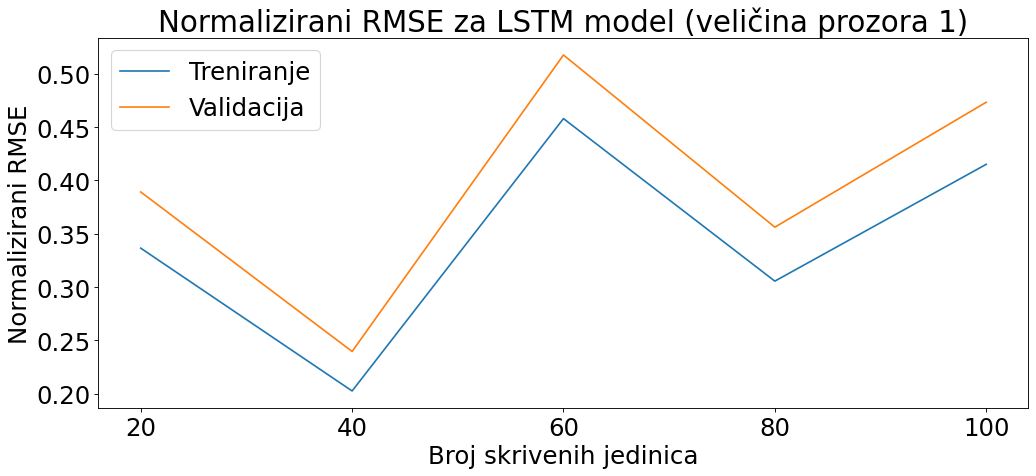 Normalizirani RMSE za LSTM model (veličina prozora 1)
Treniranje
Validacija
Normalizirani RMSE
0.50
0.45
0.40
0.35
0.30
0.25
0.20
20 40 60 80 100
Broj skrivenih jedinica